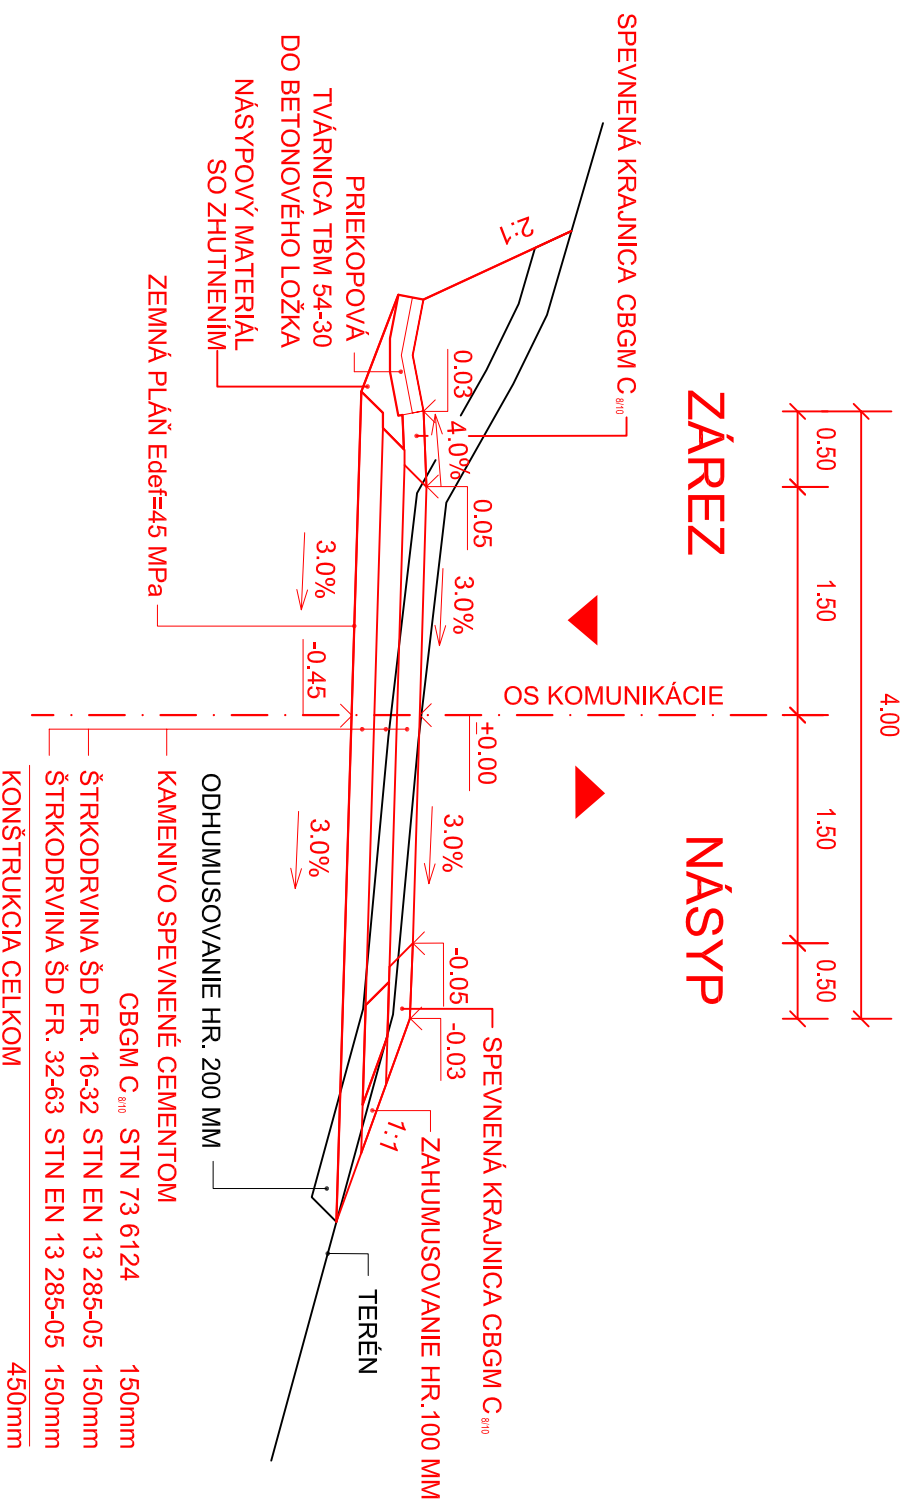 4.00
0.50
1.50
1.50
0.50
ZÁREZ
NÁSYP
OS KOMUNIKÁCIE
SPEVNENÁ KRAJNICA CBGM C 8/10
2:1
0.03
4.0%
0.05
3.0%
±0.00
3.0%
-0.05
-0.03
SPEVNENÁ KRAJNICA CBGM C 8/10
ZAHUMUSOVANIE HR.100 MM
1:1
TERÉN
PRIEKOPOVÁ
TVÁRNICA TBM 54-30
DO BETONOVÉHO LOŽKA
NÁSYPOVÝ MATERIÁL
SO ZHUTNENÍM
ZEMNÁ PLÁŇ Edef=45 MPa
3.0%
-0.45
3.0%
ODHUMUSOVANIE HR. 200 MM
KAMENIVO SPEVNENÉ CEMENTOM
CBGM C 8/10 STN 73 6124 150mm
ŠTRKODRVINA ŠD FR. 16-32 STN EN 13 285-05 150mm
ŠTRKODRVINA ŠD FR. 32-63 STN EN 13 285-05 150mm
KONŠTRUKCIA CELKOM 450mm